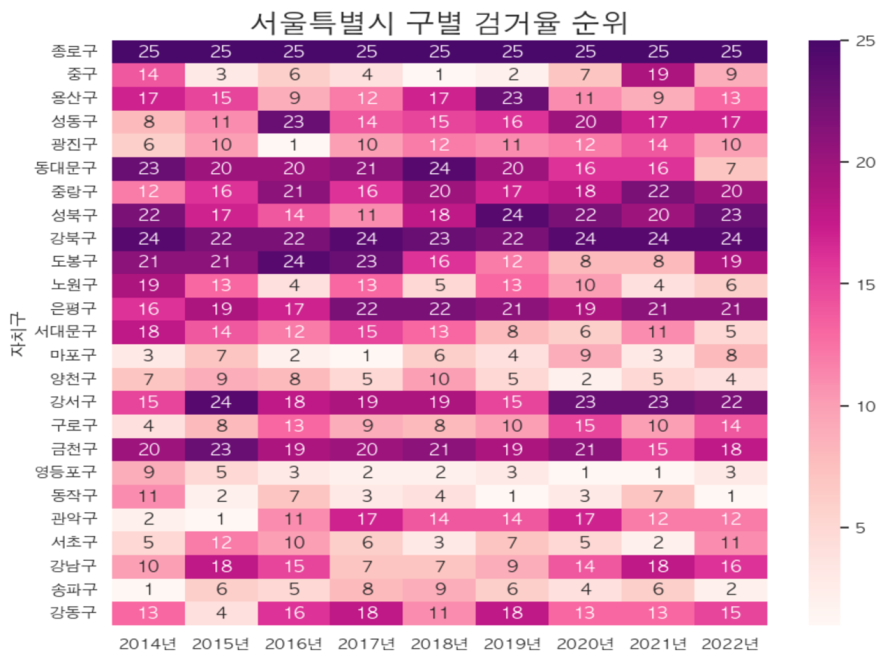 서울특별시 구별 검거율 순위
종로구 25 25 25 25 25 25 25 25 25
중구 14 3 6 4 1 2 7 19 9
용산구 17 15 9 12 17 23 11 9 13
성동구 8 11 23 14 15 16 20 17 17
광진구 6 10 1 10 12 11 12 14 10
동대문구 23 20 20 21 24 20 16 16 7
중랑구 12 16 21 16 20 17 18 22 20
성북구 22 17 14 11 18 24 22 20 23
강북구 24 22 22 24 23 22 24 24 24
도봉구 21 21 24 23 16 12 8 8 19
노원구 19 13 4 13 5 13 10 4 6
은평구 16 19 17 22 22 21 19 21 21
서대문구 18 14 12 15 13 8 6 11 5
마포구 3 7 2 1 6 4 9 3 8
양천구 7 9 8 5 10 5 2 5 4
강서구 15 24 18 19 19 15 23 23 22
구로구 4 8 13 9 8 10 15 10 14
금천구 20 23 19 20 21 19 21 15 18
영등포구 9 5 3 2 2 3 1 1 3
동작구 11 2 7 3 4 1 3 7 1
관악구 2 1 11 17 14 14 17 12 12
서초구 5 12 10 6 3 7 5 2 11
강남구 10 18 15 7 7 9 14 18 16
송파구 1 6 5 8 9 6 4 6 2
강동구 13 4 16 18 11 18 13 13 15
2014년 2015년 2016년 2017년 2018년 2019년 2020년 2021년 2022년
자치구
25
20
15
10
5